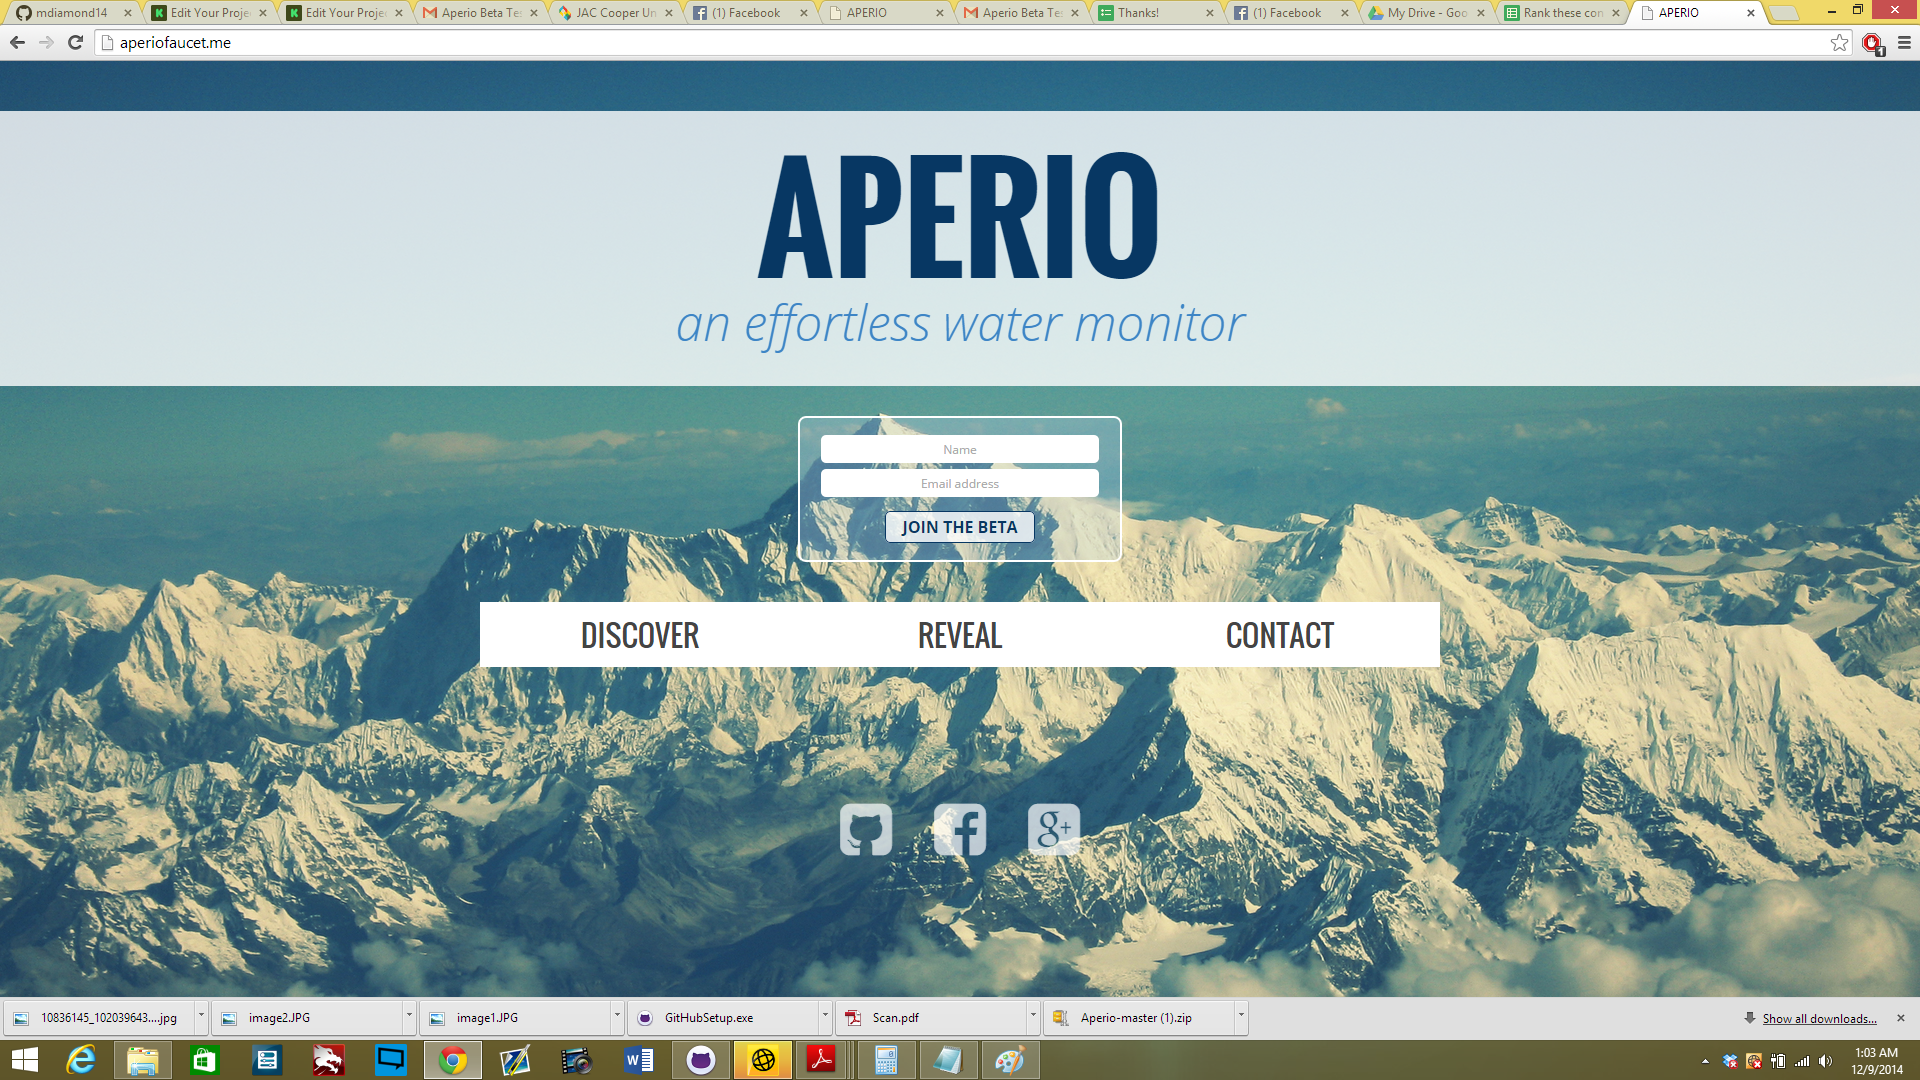 mdiamond14
Edit Your Proje
Edit Your Proje
Aperio Beta Te
JAC Cooper Un
(1) Facebook
APERIO
Aperio Beta Te
Thanks!
(1) Facebook
My Drive - Goo
Rank these con
APERIO
aperiofaucet.me
1
APERIO
an effortless water monitor
Name
Email address
JOIN THE BETA
DISCOVER
REVEAL
CONTACT
10836145_102039643....jpg
image2.JPG
image1.JPG
GitHubSetup.exe
Scan.pdf
Aperio-master (1).zip
Show all downloads...
1:03 AM
12/9/2014